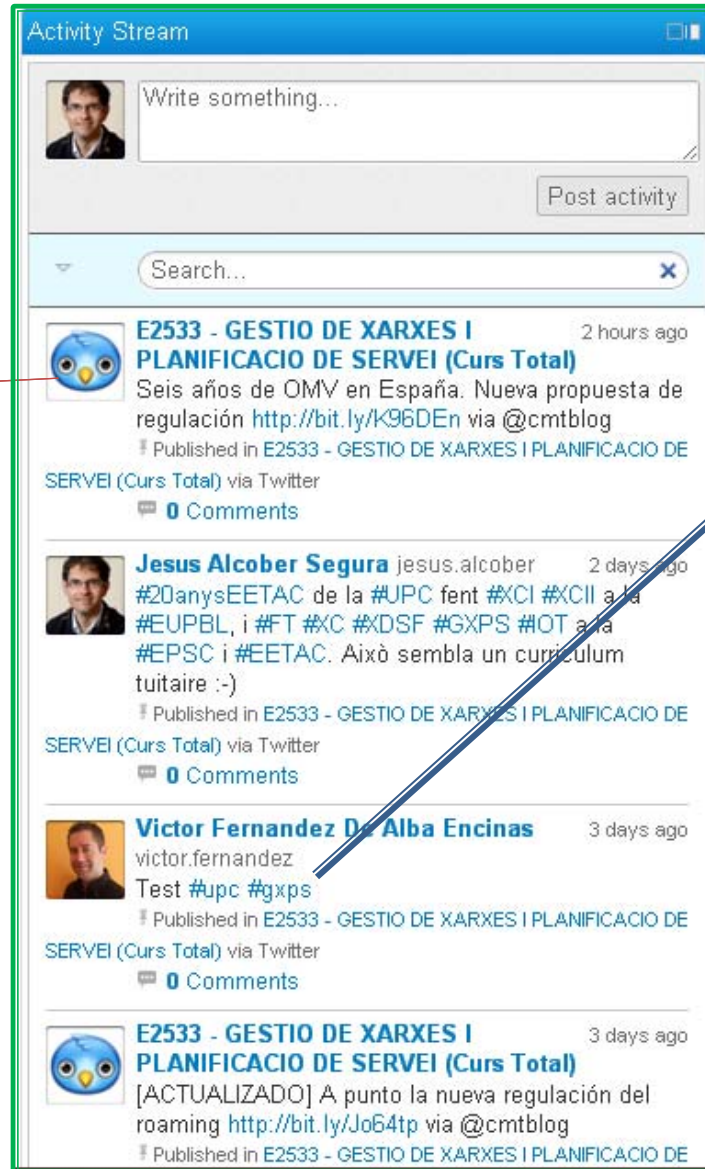 Activity Stream
Write something...
Post activity
Search...
E2533 - GESTIO DE XARXES I
2 hours ago
PLANIFICACIO DE SERVEI (Curs Total)
Seis años de OMV en España. Nueva propuesta de
regulación http://bit.ly/K96DEn via @cmtblog
Published in E2533 - GESTIO DE XARXES I PLANIFICACIO DE
SERVEI (Curs Total) via Twitter
0 Comments
Jesus Alcober Segura jesus.alcober
2 days ago
#20anysEETAC de la #UPC fent #XCI #XCII a la
#EUPBL, i #FT #XC #XDSF #GXPS #IOT a la
#EPSC i #EETAC. Això sembla un curriculum
tuitaire :-)
Published in E2533 - GESTIO DE XARXES I PLANIFICACIO DE
SERVEI (Curs Total) via Twitter
0 Comments
Victor Fernandez De Alba Encinas
3 days ago
victor.fernandez
Test #upc #gxps
Published in E2533 - GESTIO DE XARXES I PLANIFICACIO DE
SERVEI (Curs Total) via Twitter
0 Comments
E2533 - GESTIO DE XARXES I
3 days ago
PLANIFICACIO DE SERVEI (Curs Total)
[ACTUALIZADO] A punto la nueva regulación del
roaming http://bit.ly/Jo64tp via @cmtblog
Published in E2533 - GESTIO DE XARXES I PLANIFICACIO DE